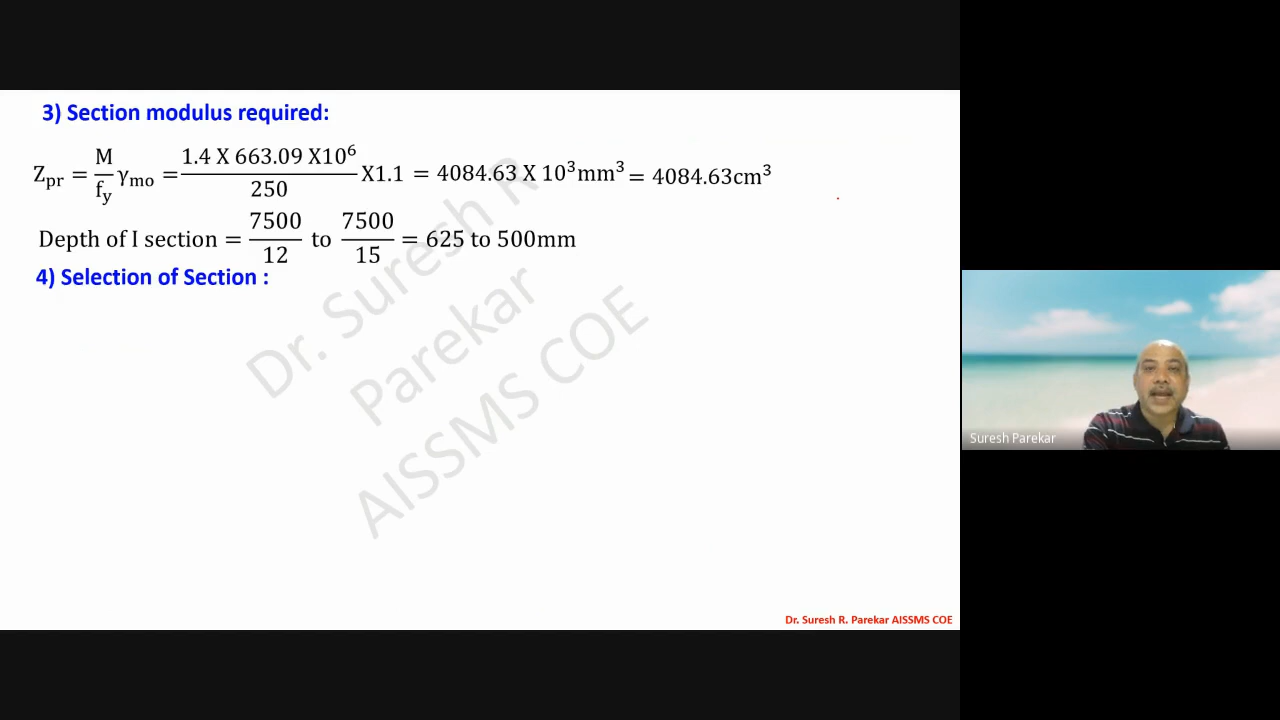 3) Section modulus required:
Z_pr = M/f_y γ_mo = 1.4 X 663.09 X10^6/250 X1.1 = 4084.63 X 10^3mm^3 = 4084.63cm^3
Depth of I section = 7500/12 to 7500/15 = 625 to 500mm
4) Selection of Section :
Dr. Suresh R
Parekar
AISSMS COE
Suresh Parekar
Dr. Suresh R. Parekar AISSMS COE